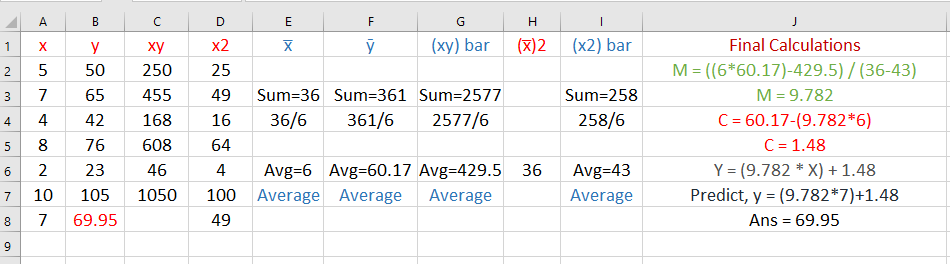 A B C D E F G H I J
1 x y xy x2 x̅ ȳ (xy) bar (x̅)2 (x2) bar Final Calculations
2 5 50 250 25 M = ((6*60.17)-429.5) / (36-43)
3 7 65 455 49 Sum=36 Sum=361 Sum=2577 Sum=258 M = 9.782
4 4 42 168 16 36/6 361/6 2577/6 258/6 C = 60.17-(9.782*6)
5 8 76 608 64 C = 1.48
6 2 23 46 4 Avg=6 Avg=60.17 Avg=429.5 36 Avg=43 Y = (9.782 * X) + 1.48
7 10 105 1050 100 Average Average Average Average Predict, y = (9.782*7)+1.48
8 7 69.95 49 Ans = 69.95
9